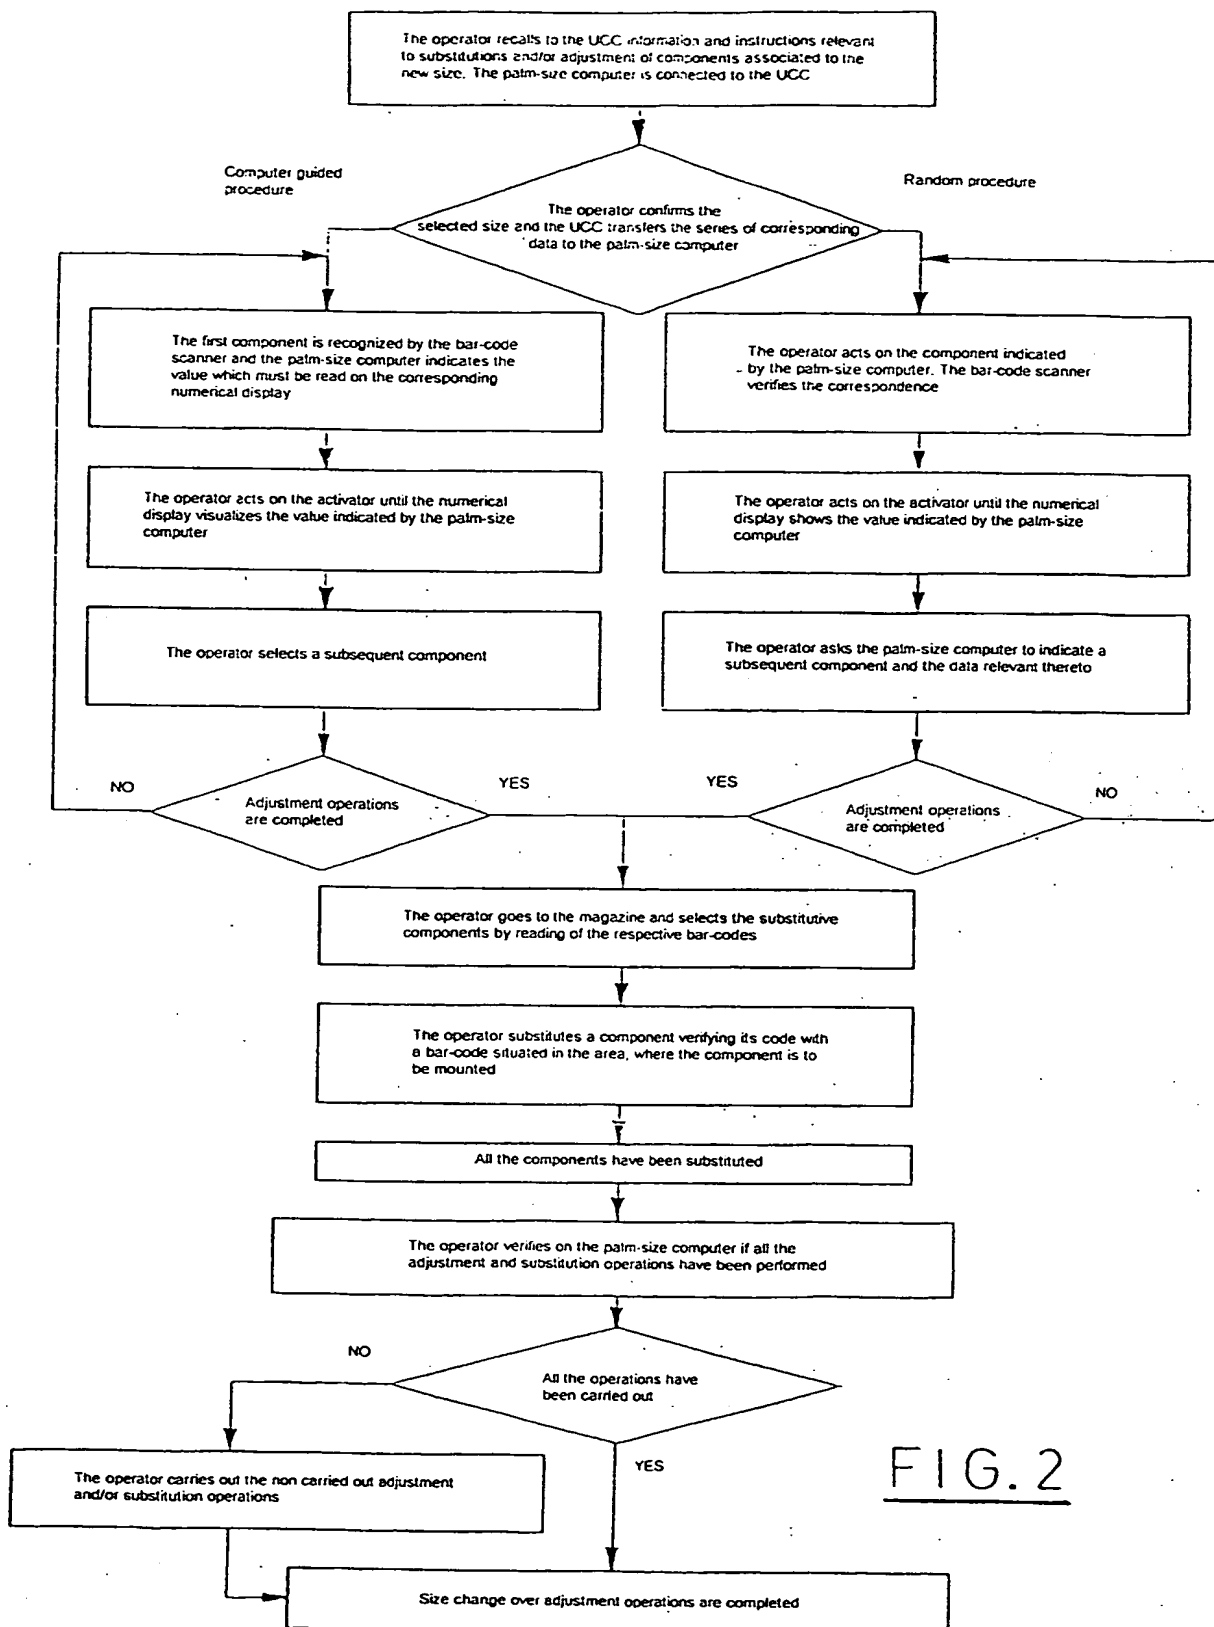 The operator recalls to the UCC information and instructions relevant
to substitutions and/or adjustment of components associated to the
new size. The palm-size computer is connected to the UCC
Computer guided
procedure
Random procedure
The operator confirms the
selected size and the UCC transfers the series of corresponding
data to the palm-size computer
The first component is recognized by the bar-code
scanner and the palm-size computer indicates the
value which must be read on the corresponding
numerical display
The operator acts on the component indicated
by the palm-size computer. The bar-code scanner
verifies the correspondence
The operator acts on the activator until the numerical
display visualizes the value indicated by the palm-size
computer
The operator acts on the activator until the numerical
display shows the value indicated by the palm-size
computer
The operator selects a subsequent component
The operator asks the palm-size computer to indicate a
subsequent component and the data relevant thereto
NO
Adjustment operations
are completed
YES
YES
Adjustment operations
are completed
NO
The operator goes to the magazine and selects the substitutive
components by reading of the respective bar-codes
The operator substitutes a component verifying its code with
a bar-code situated in the area, where the component is to
be mounted
All the components have been substituted
The operator verifies on the palm-size computer if all the
adjustment and substitution operations have been performed
NO
All the operations have
been carried out
YES
The operator carries out the non carried out adjustment
and/or substitution operations
FIG. 2
Size change over adjustment operations are completed